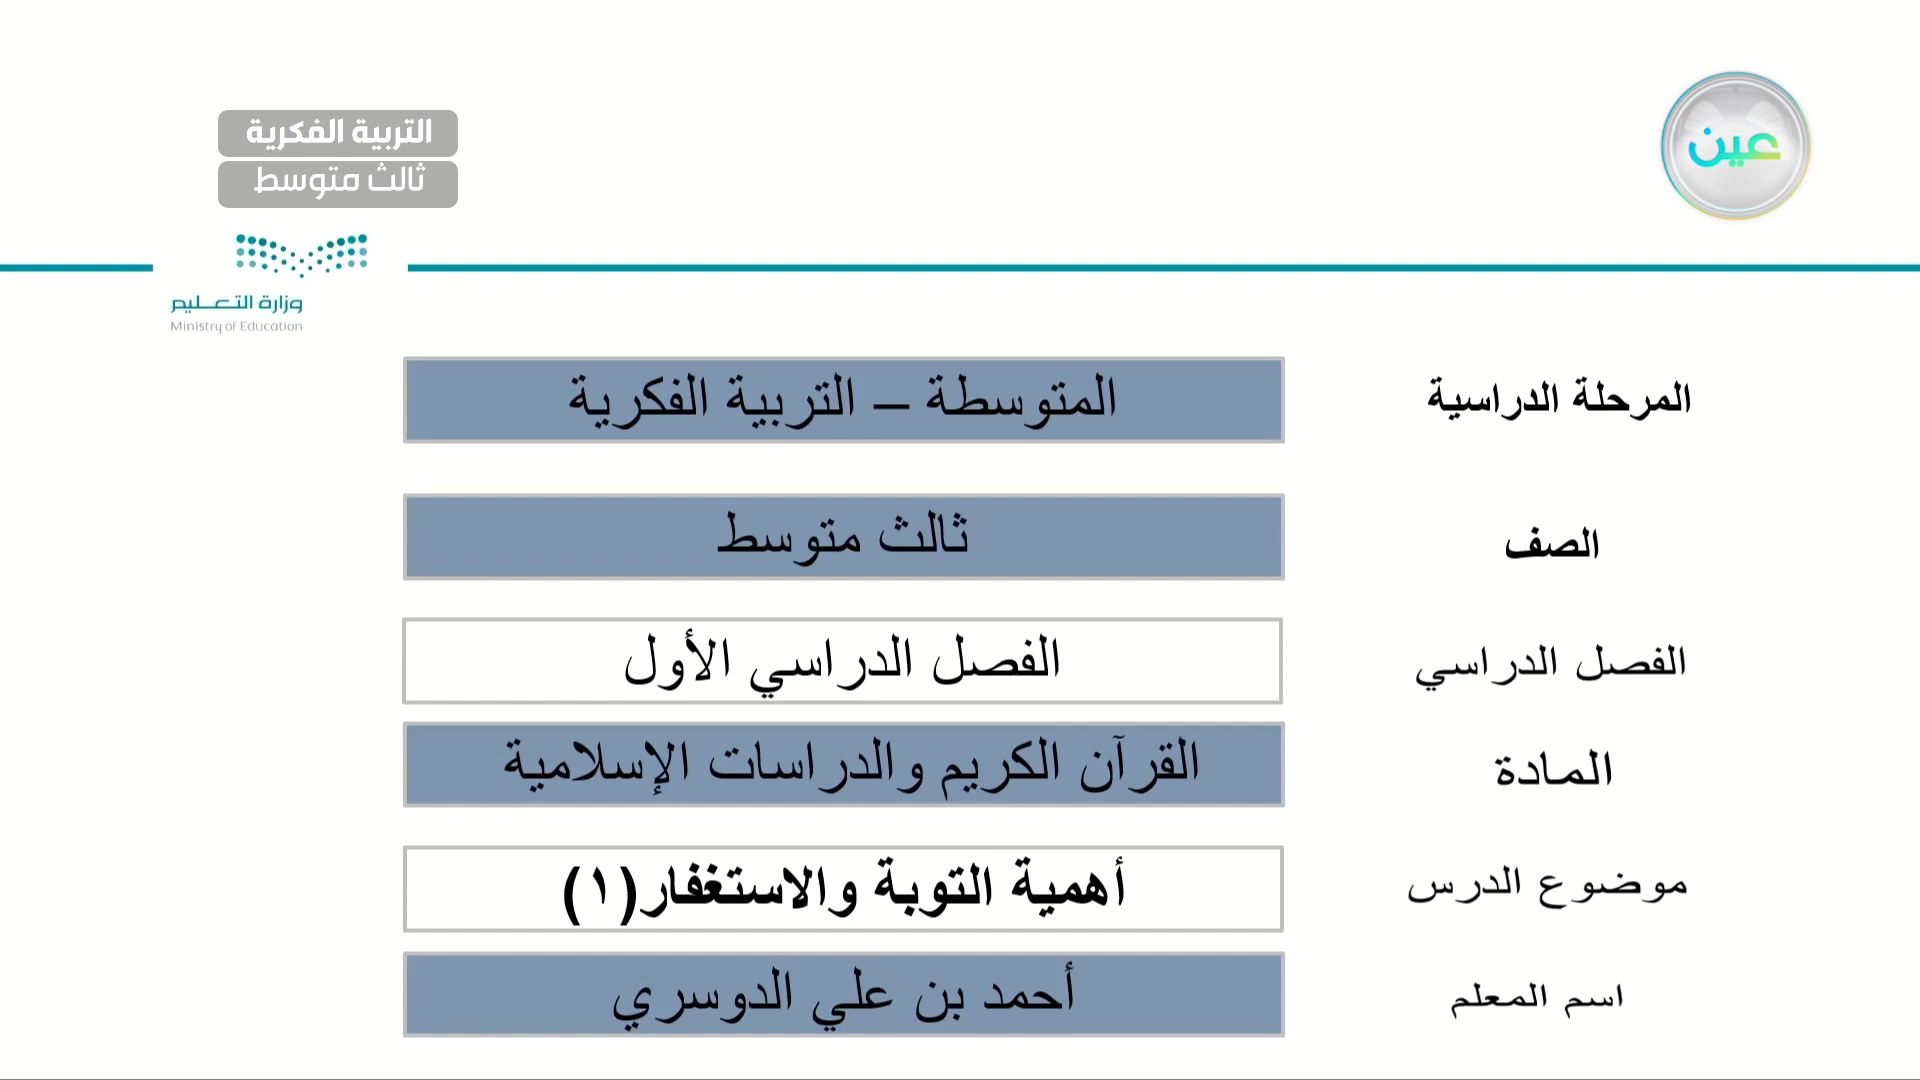 عين
التربية الفكرية
ثالث متوسط
وزارة التعليم
Ministry of Education
المرحلة الدراسية
المتوسطة – التربية الفكرية
الصف
ثالث متوسط
الفصل الدراسي
الفصل الدراسي الأول
المادة
القرآن الكريم والدراسات الإسلامية
موضوع الدرس
أهمية التوبة والاستغفار(١)
اسم المعلم
أحمد بن علي الدوسري